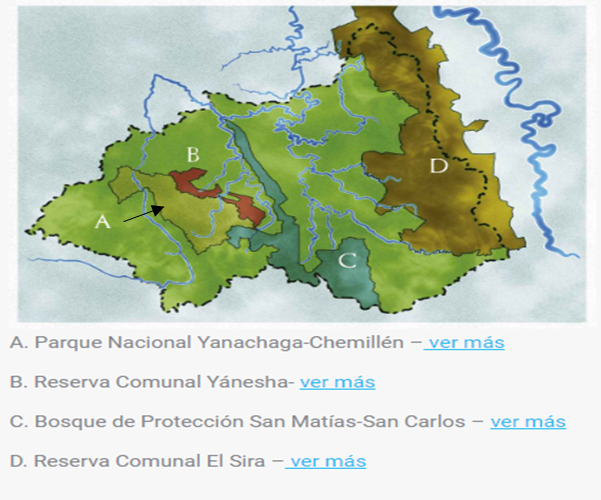 B
D
A
C
A. Parque Nacional Yanachaga-Chemillén – ver más
B. Reserva Comunal Yánesha- ver más
C. Bosque de Protección San Matías-San Carlos – ver más
D. Reserva Comunal El Sira – ver más